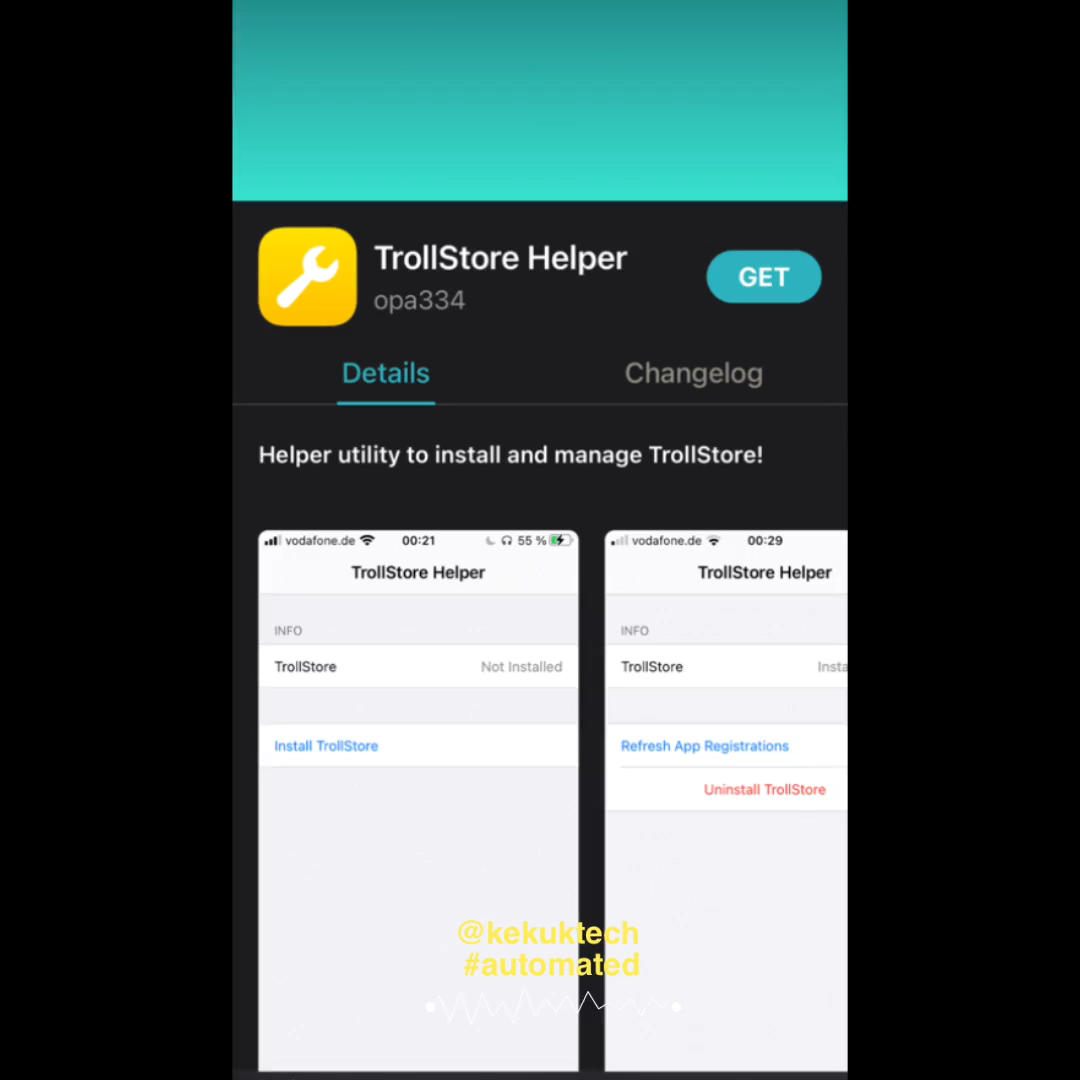 TrollStore Helper
opa334
GET
Details
Changelog
Helper utility to install and manage TrollStore!
vodafone.de 00:21 55 %
TrollStore Helper
INFO
TrollStore Not Installed
Install TrollStore
vodafone.de 00:29
TrollStore Helper
INFO
TrollStore Insta
Refresh App Registrations
Uninstall TrollStore
@kekuktech
#automated